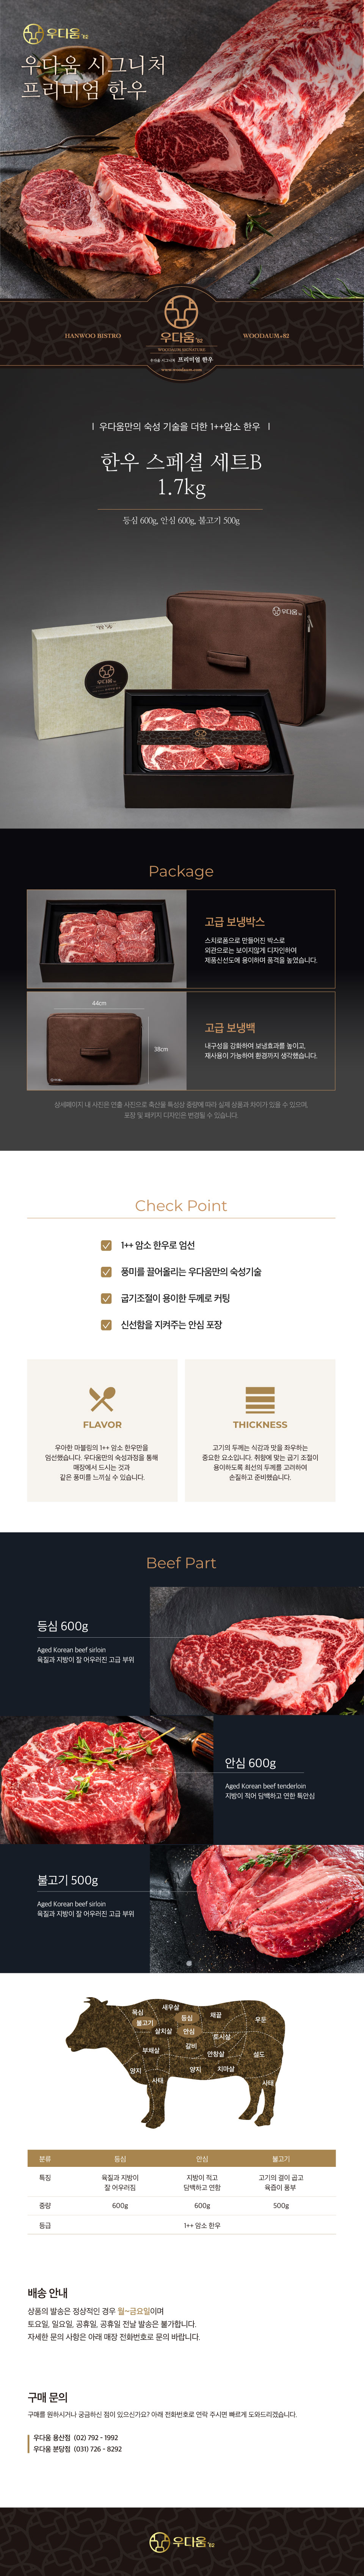 우다움 '82
우다움 시그니처
프리미엄 한우
HANWOO BISTRO
우다움 '82
WOODAUM SIGNATURE
우다움 시그니처 프리미엄 한우
www.woodaum.com
WOODAUM+82
우다움만의 숙성 기술을 더한 1++암소 한우
한우 스페셜 세트B
1.7kg
등심 600g, 안심 600g, 불고기 500g
우다움
우다움
Package
고급 보냉박스
스치로폼으로 만들어진 박스로
외관으로는 보이지않게 디자인하여
제품신선도에 용이하며 품격을 높였습니다.
44cm
38cm
고급 보냉백
내구성을 강화하여 보냉효과를 높이고,
재사용이 가능하여 환경까지 생각했습니다.
상세페이지 내 사진은 연출 사진으로 축산물 특성상 중량에 따라 실제 상품과 차이가 있을 수 있으며,
포장 및 패키지 디자인은 변경될 수 있습니다.
Check Point
1++ 암소 한우로 엄선
풍미를 끌어올리는 우다움만의 숙성기술
굽기조절이 용이한 두께로 커팅
신선함을 지켜주는 안심 포장
FLAVOR
우아한 마블링의 1++ 암소 한우만을
엄선했습니다. 우다움만의 숙성과정을 통해
매장에서 드시는 것과
같은 풍미를 느끼실 수 있습니다.
THICKNESS
고기의 두께는 식감과 맛을 좌우하는
중요한 요소입니다. 취향에 맞는 굽기 조절이
용이하도록 최선의 두께를 고려하여
손질하고 준비했습니다.
Beef Part
등심 600g
Aged Korean beef sirloin
육질과 지방이 잘 어우러진 고급 부위
안심 600g
Aged Korean beef tenderloin
지방이 적어 담백하고 연한 특안심
불고기 500g
Aged Korean beef sirloin
육질과 지방이 잘 어우러진 고급 부위
목심
새우살
등심
채끝
우둔
불고기
살치살
안심
토시살
부채살
갈비
안창살
설도
양지
양지
치마살
사태
사태
분류 등심 안심 불고기
특징 육질과 지방이 잘 어우러짐 지방이 적고 담백하고 연함 고기의 결이 곱고 육즙이 풍부
중량 600g 600g 500g
등급 1++ 암소 한우
배송 안내
상품의 발송은 정상적인 경우 월~금요일이며
토요일, 일요일, 공휴일, 공휴일 전날 발송은 불가합니다.
자세한 문의 사항은 아래 매장 전화번호로 문의 바랍니다.
구매 문의
구매를 원하시거나 궁금하신 점이 있으신가요? 아래 전화번호로 연락 주시면 빠르게 도와드리겠습니다.
우다움 용산점 (02) 792 - 1992
우다움 분당점 (031) 726 - 8292
우다움 '82